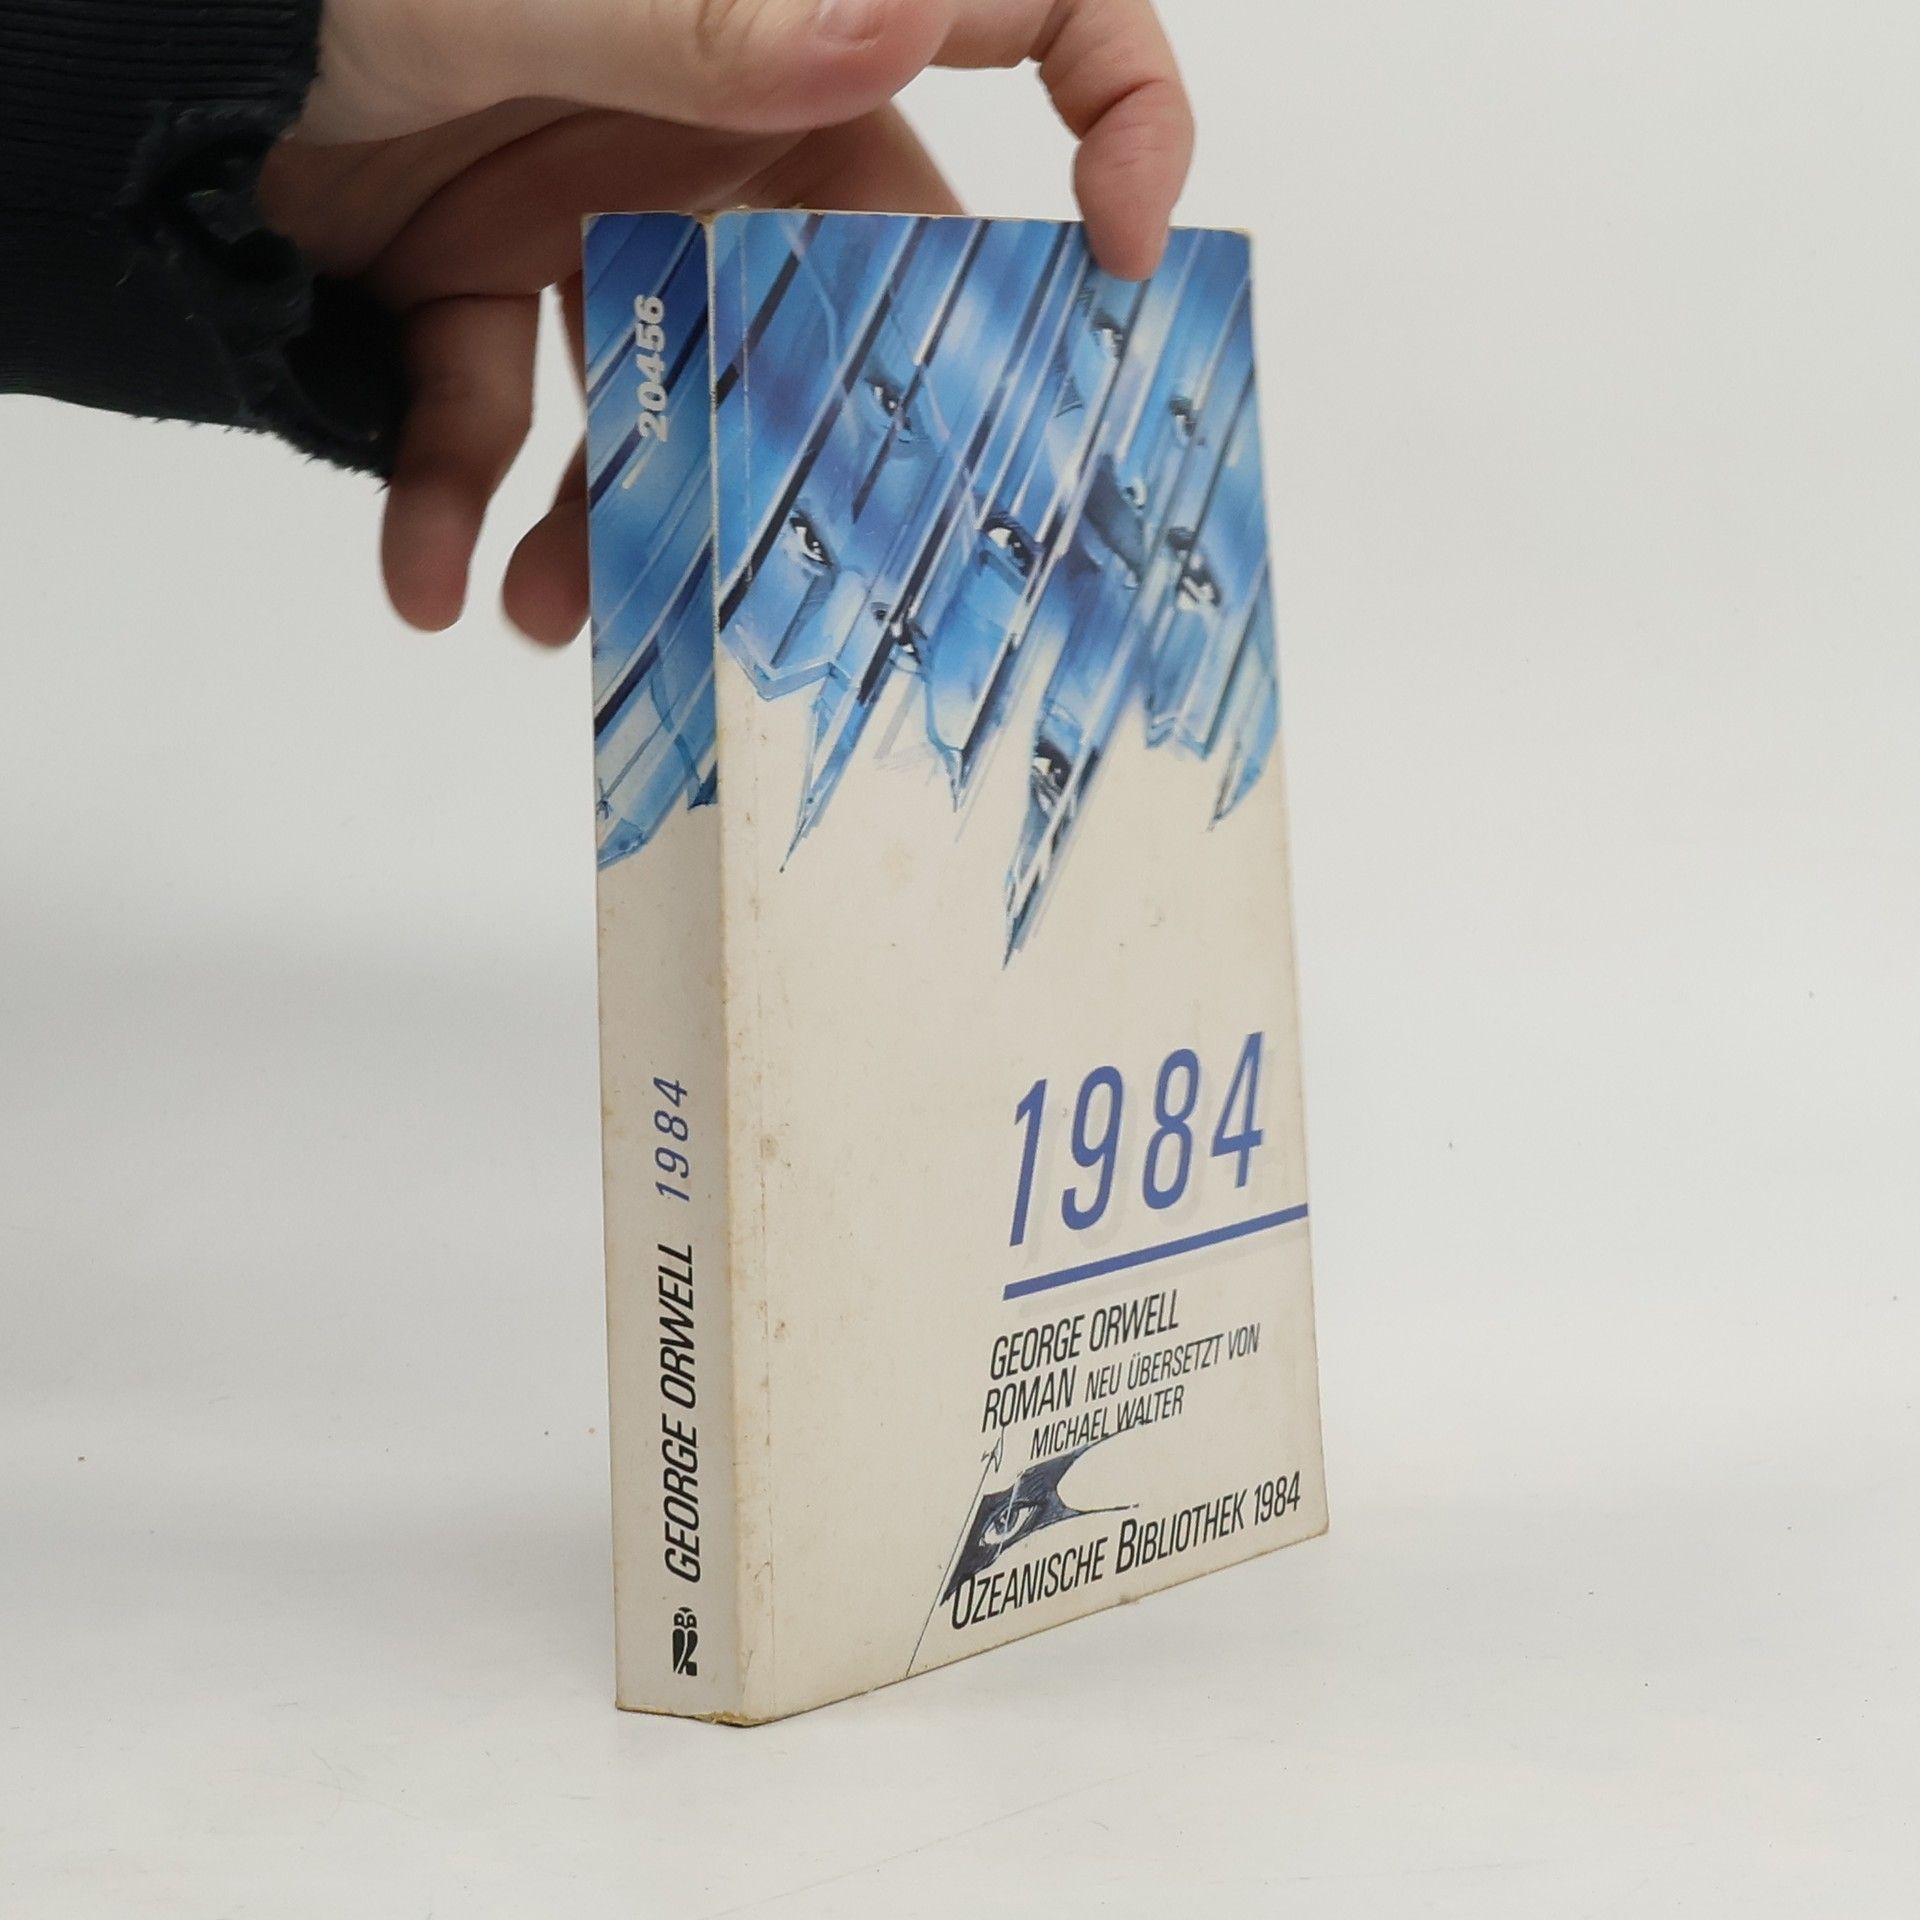 20456
GEORGE ORWELL 1984
1984
GEORGE ORWELL
ROMAN NEU ÜBERSETZT VON
MICHAEL WALTER
OZEANISCHE BIBLIOTHEK 1984